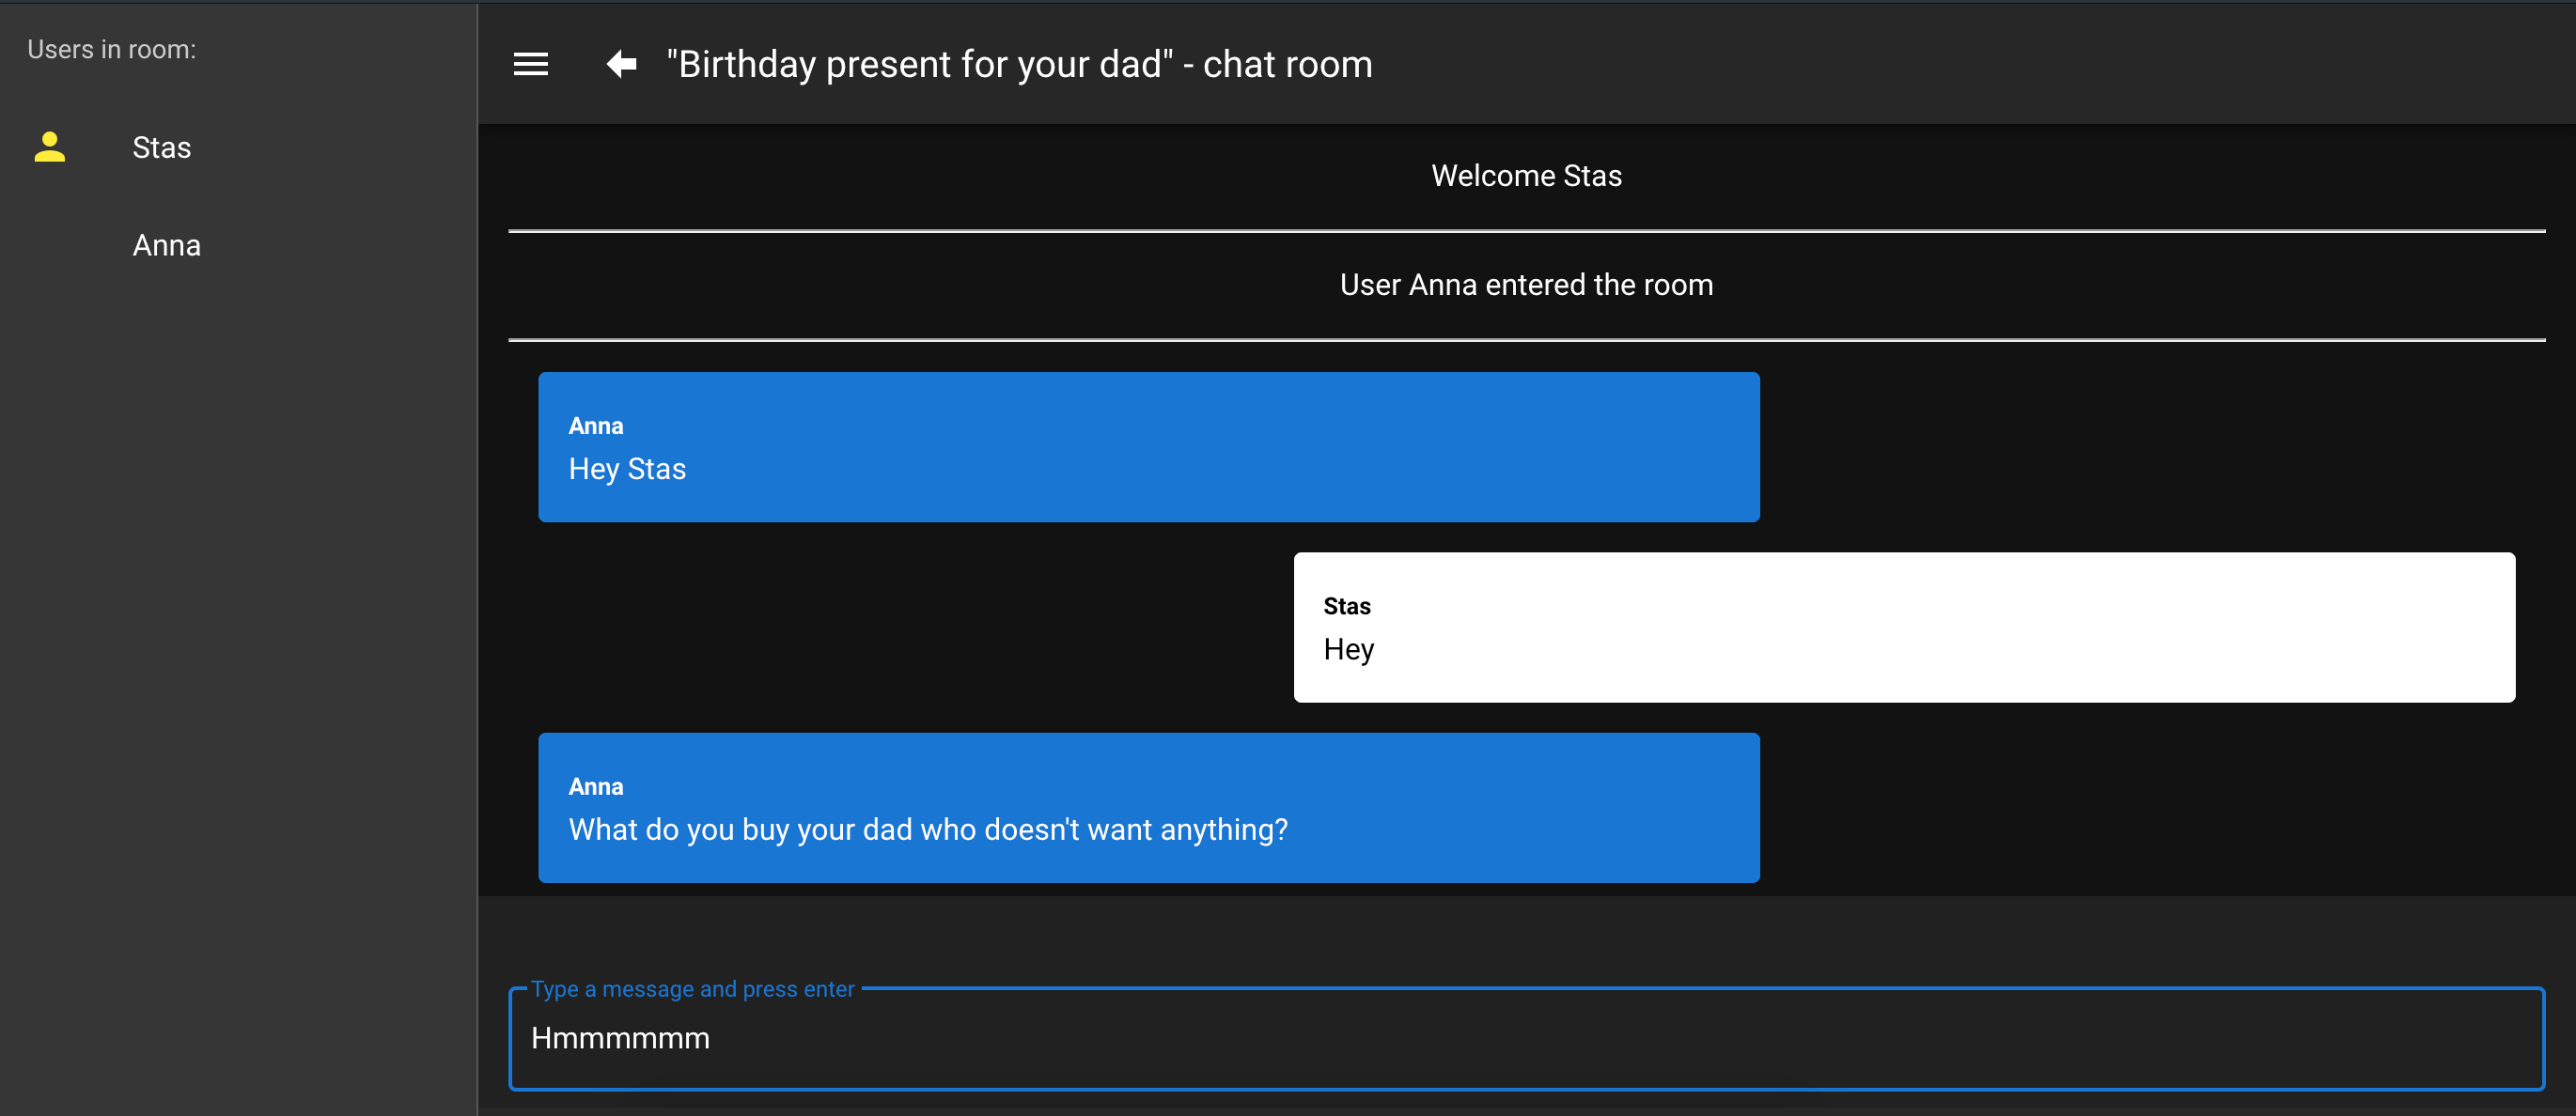 Users in room:
Stas
Anna
"Birthday present for your dad" - chat room
Welcome Stas
User Anna entered the room
Anna
Hey Stas
Stas
Hey
Anna
What do you buy your dad who doesn't want anything?
Type a message and press enter
Hmmmmmm